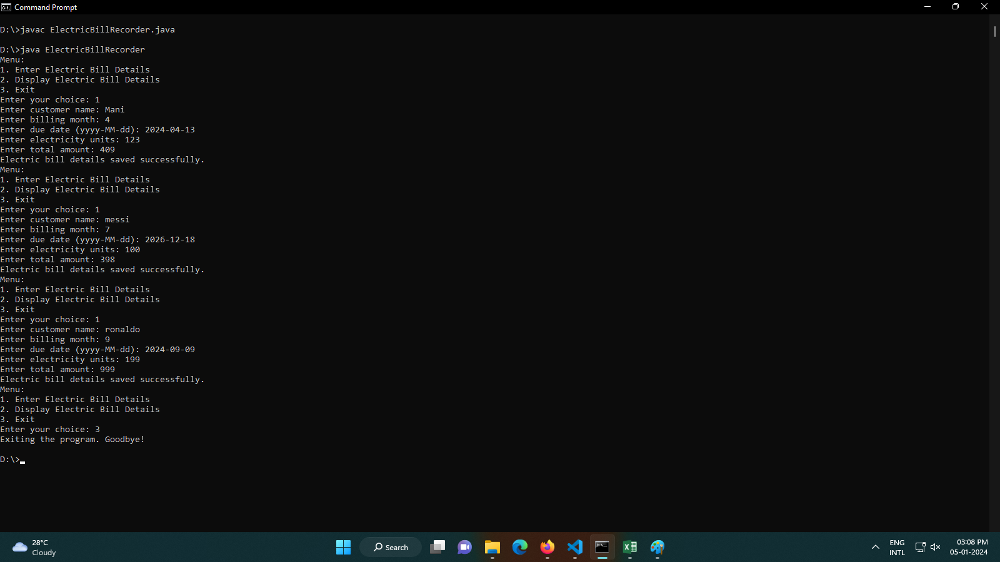 Command Prompt
D:\>javac ElectricBillRecorder.java
D:\>java ElectricBillRecorder
Menu:
1. Enter Electric Bill Details
2. Display Electric Bill Details
3. Exit
Enter your choice: 1
Enter customer name: Mani
Enter billing month: 4
Enter due date (yyyy-MM-dd): 2024-04-13
Enter electricity units: 123
Enter total amount: 409
Electric bill details saved successfully.
Menu:
1. Enter Electric Bill Details
2. Display Electric Bill Details
3. Exit
Enter your choice: 1
Enter customer name: messi
Enter billing month: 7
Enter due date (yyyy-MM-dd): 2026-12-18
Enter electricity units: 100
Enter total amount: 398
Electric bill details saved successfully.
Menu:
1. Enter Electric Bill Details
2. Display Electric Bill Details
3. Exit
Enter your choice: 1
Enter customer name: ronaldo
Enter billing month: 9
Enter due date (yyyy-MM-dd): 2024-09-09
Enter electricity units: 199
Enter total amount: 999
Electric bill details saved successfully.
Menu:
1. Enter Electric Bill Details
2. Display Electric Bill Details
3. Exit
Enter your choice: 3
Exiting the program. Goodbye!
D:\>
28°C
Cloudy
Search
ENG
INTL
03:08 PM
05-01-2024